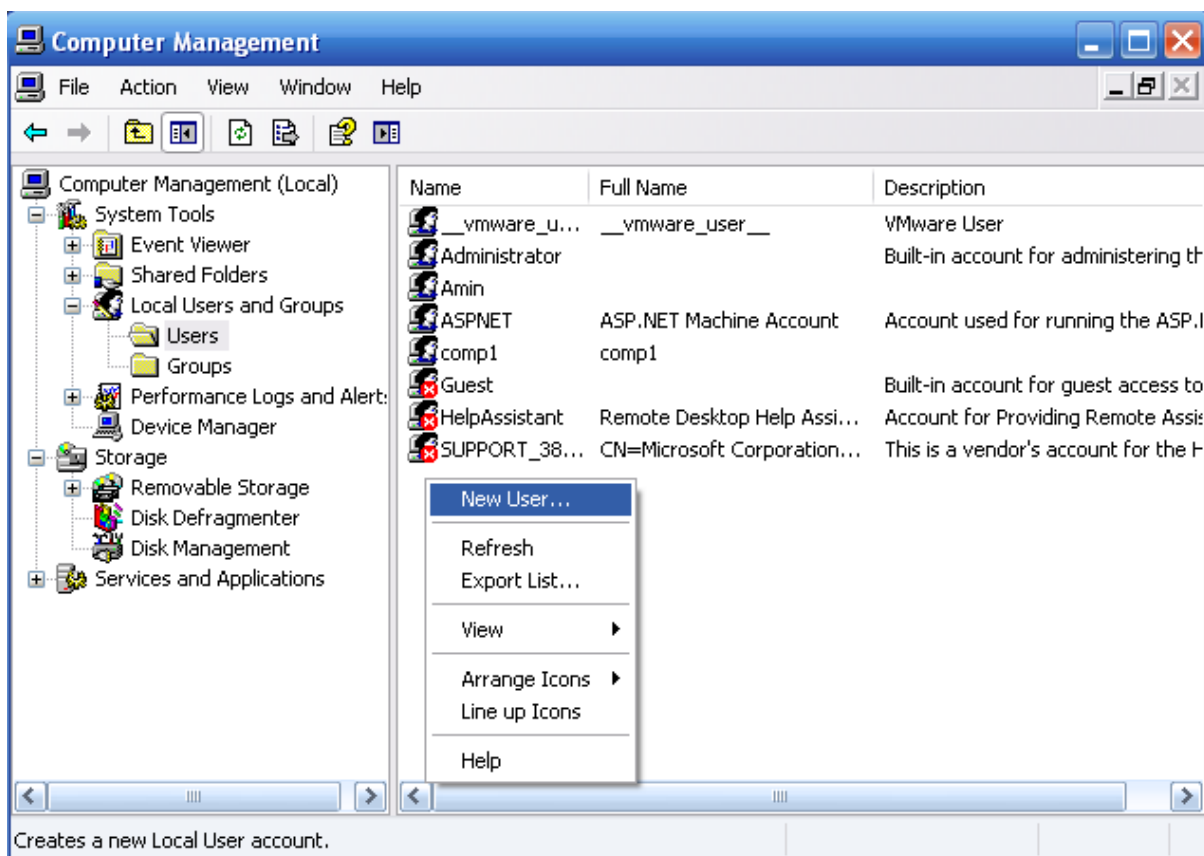 Computer Management
File Action View Window Help
Computer Management (Local)
System Tools
Event Viewer
Shared Folders
Local Users and Groups
Users
Groups
Performance Logs and Alert:
Device Manager
Storage
Removable Storage
Disk Defragmenter
Disk Management
Services and Applications
Name Full Name Description
__vmware_u... __vmware_user__ VMware User
Administrator Built-in account for administering th
Amin
ASPNET ASP.NET Machine Account Account used for running the ASP.I
comp1 comp1
Guest Built-in account for guest access to
HelpAssistant Remote Desktop Help Assi... Account for Providing Remote Assis
SUPPORT_38... CN=Microsoft Corporation... This is a vendor's account for the H
New User...
Refresh
Export List...
View
Arrange Icons
Line up Icons
Help
Creates a new Local User account.